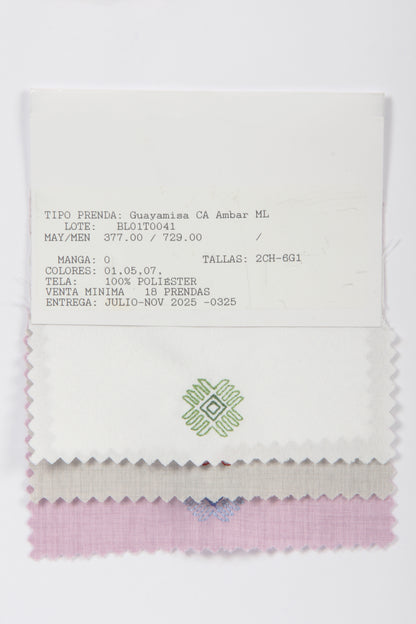 TIPO PRENDA: Guayamisa CA Ambar ML
LOTE: BL01T0041
MAY/MEN 377.00 / 729.00 /
MANGA: 0 TALLAS: 2CH-6G1
COLORES: 01.05,07,
TELA: 100% POLIESTER
VENTA MINIMA 18 PRENDAS
ENTREGA: JULIO-NOV 2025 -0325